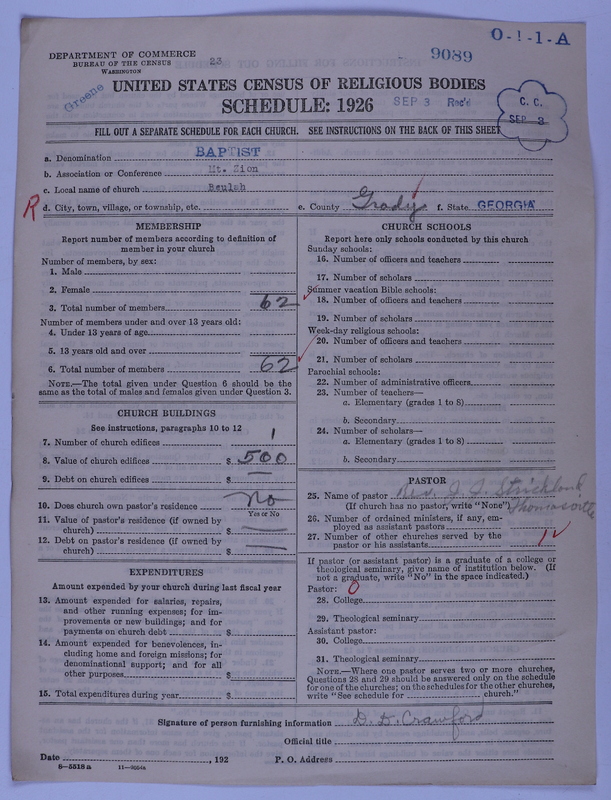 O-!-1-A
DEPARTMENT OF COMMERCE
BUREAU OF THE CENSUS
WASHINGTON
23
9089
Greene
UNITED STATES CENSUS OF RELIGIOUS BODIES
SCHEDULE: 1926
SEP 3 Rec'd
C. C.
SEP 3
FILL OUT A SEPARATE SCHEDULE FOR EACH CHURCH. SEE INSTRUCTIONS ON THE BACK OF THIS SHEET
a. Denomination BAPTIST
b. Association or Conference Mt. Zion
c. Local name of church Beulah
R d. City, town, village, or township, etc. e. County Grady f. State GEORGIA
MEMBERSHIP
Report number of members according to definition of
member in your church
Number of members, by sex:
1. Male
2. Female
3. Total number of members 62
Number of members under and over 13 years old:
4. Under 13 years of age
5. 13 years old and over
6. Total number of members 62
NOTE.—The total given under Question 6 should be the
same as the total of males and females given under Question 3.
CHURCH BUILDINGS
See instructions, paragraphs 10 to 12
7. Number of church edifices 1
8. Value of church edifices $ 500
9. Debt on church edifices $ —
10. Does church own pastor's residence No
Yes or No
11. Value of pastor's residence (if owned by
church) $ —
12. Debt on pastor's residence (if owned by
church) $ —
EXPENDITURES
Amount expended by your church during last fiscal year
13. Amount expended for salaries, repairs,
and other running expenses; for im-
provements or new buildings; and for
payments on church debt $
14. Amount expended for benevolences, in-
cluding home and foreign missions; for
denominational support; and for all
other purposes $
15. Total expenditures during year $
CHURCH SCHOOLS
Report here only schools conducted by this church
Sunday schools:
16. Number of officers and teachers
17. Number of scholars
Summer vacation Bible schools:
18. Number of officers and teachers
19. Number of scholars
Week-day religious schools:
20. Number of officers and teachers
21. Number of scholars
Parochial schools:
22. Number of administrative officers
23. Number of teachers—
a. Elementary (grades 1 to 8)
b. Secondary
24. Number of scholars—
a. Elementary (grades 1 to 8)
b. Secondary
PASTOR
25. Name of pastor Rev. J. J. Strickland
(If church has no pastor, write "None") Thomasville
26. Number of ordained ministers, if any, em-
ployed as assistant pastors
27. Number of other churches served by the
pastor or his assistants 1
If pastor (or assistant pastor) is a graduate of a college or
theological seminary, give name of institution below. (If
not a graduate, write "No" in the space indicated.)
Pastor: 0
28. College
29. Theological seminary
Assistant pastor:
30. College
31. Theological seminary
NOTE.—Where one pastor serves two or more churches,
Questions 28 and 29 should be answered only on the schedule
for one of the churches; on the schedules for the other churches,
write "See schedule for church."
Signature of person furnishing information D. D. Crawford
Official title
Date , 192 P. O. Address
8—5518 a